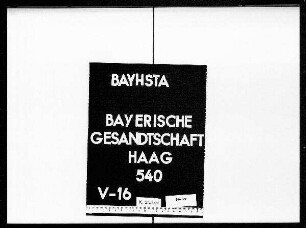 BAYHSTA
BAYERISCHE
GESANDTSCHAFT
HAAG
540
V-16